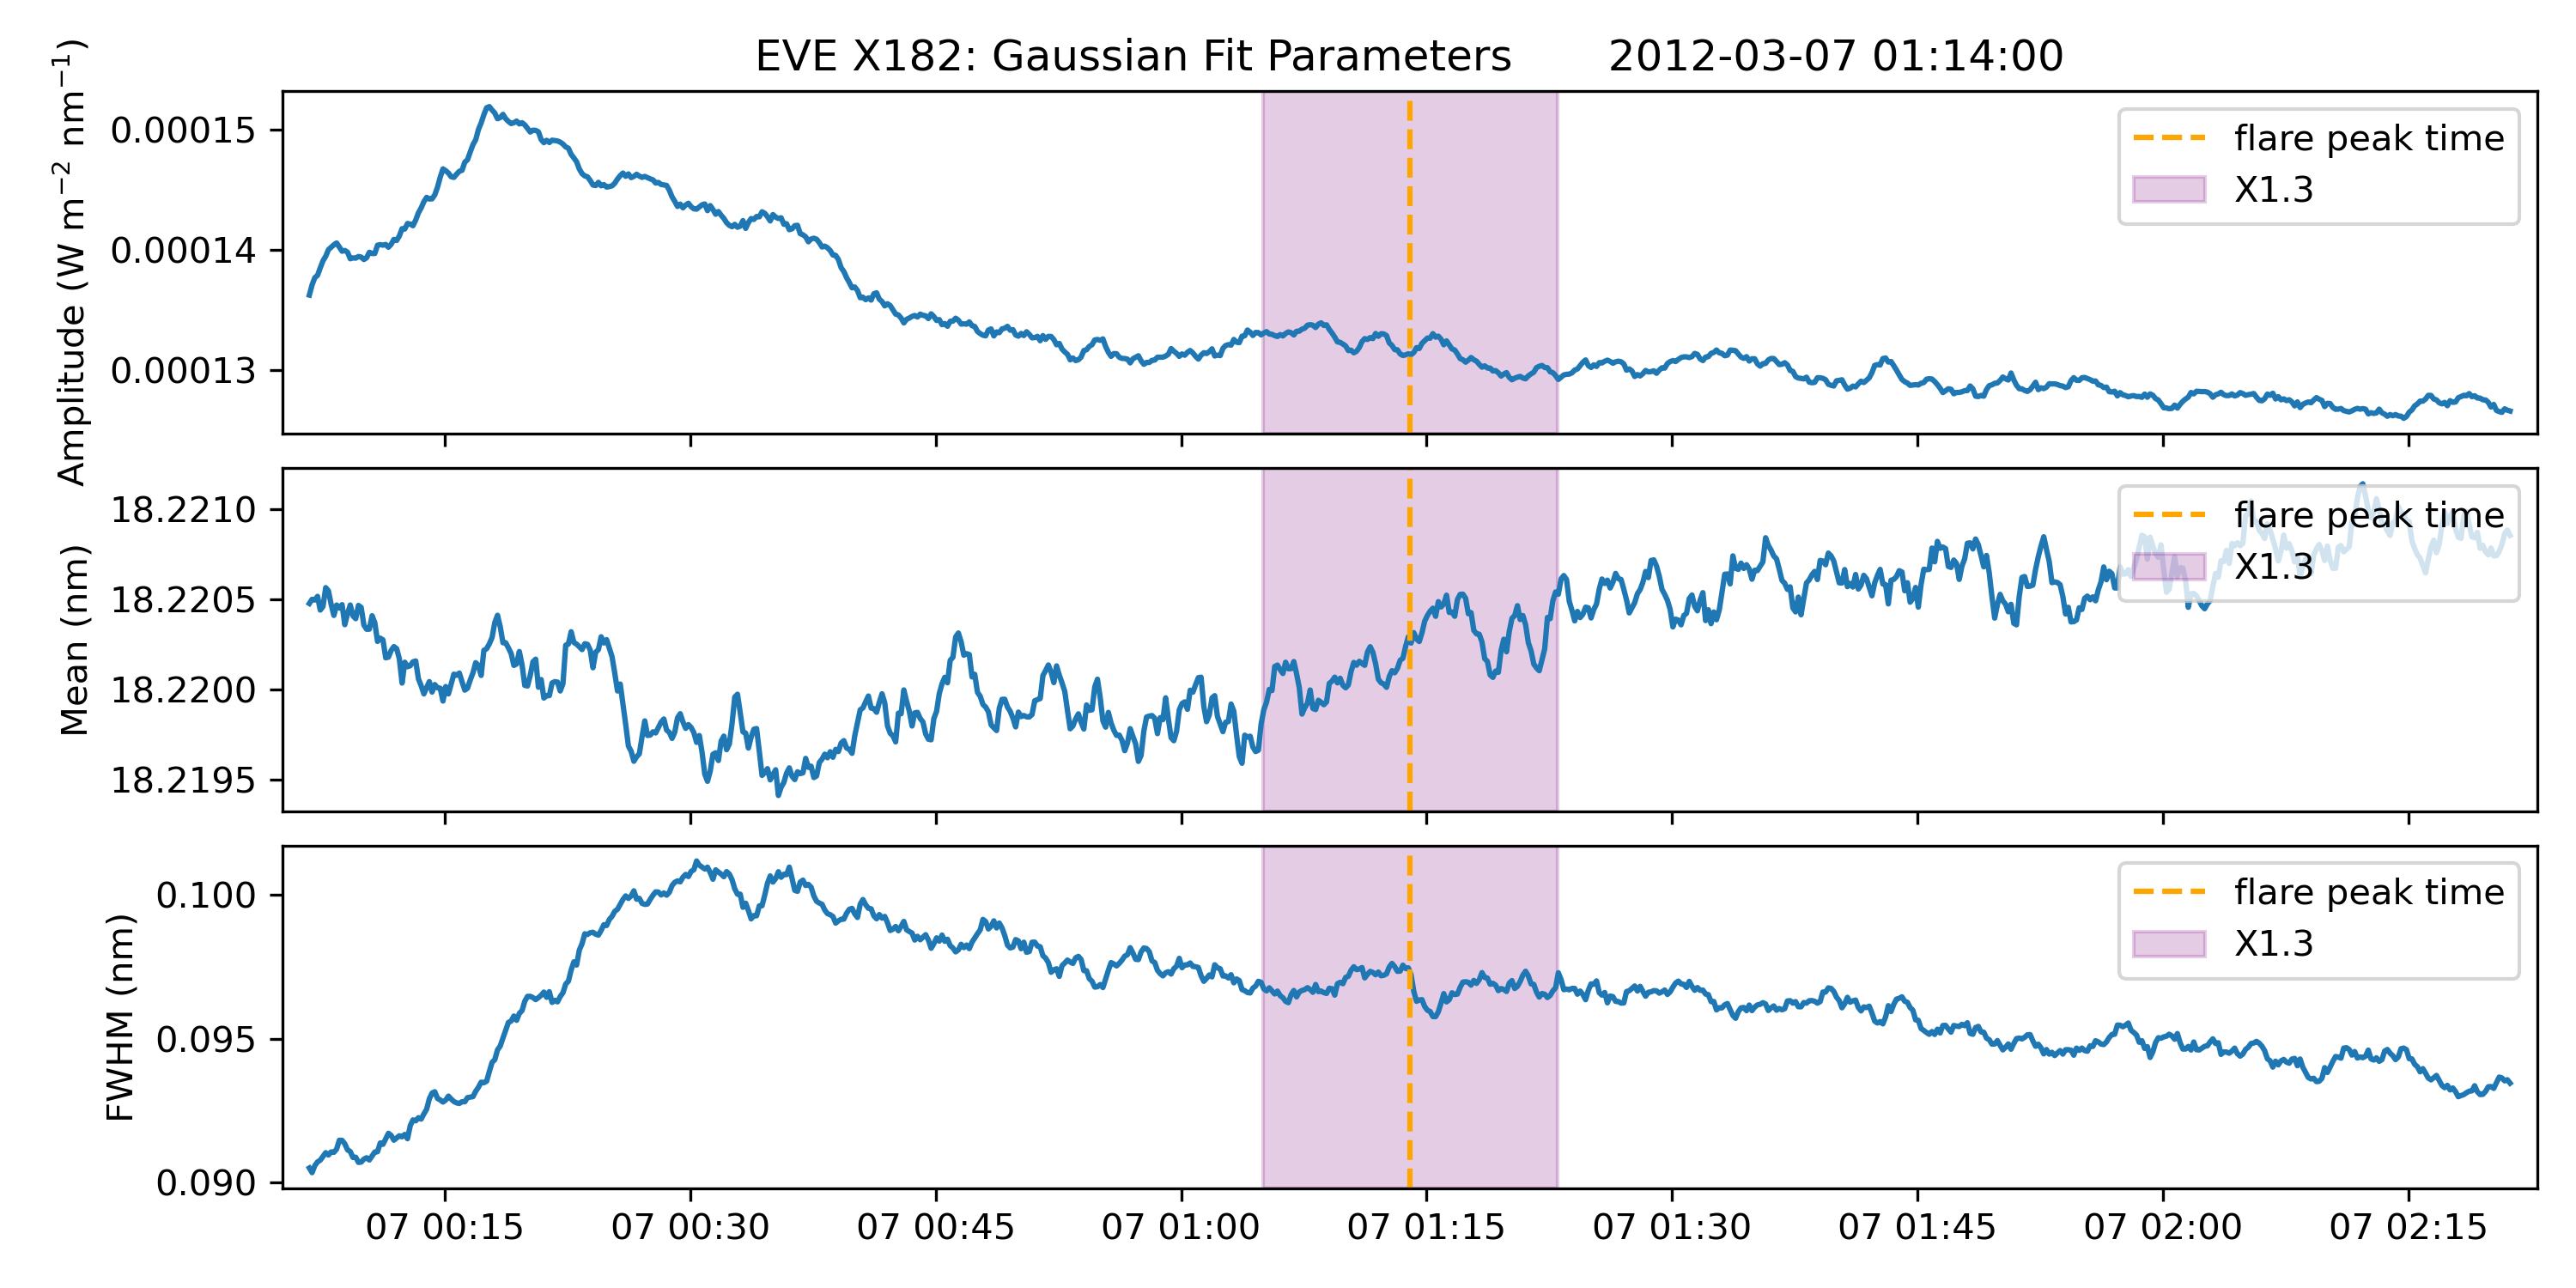 EVE X182: Gaussian Fit Parameters 2012-03-07 01:14:00
Amplitude (W m⁻² nm⁻¹)
0.00015
0.00014
0.00013
flare peak time
X1.3
Mean (nm)
18.2210
18.2205
18.2200
18.2195
flare peak time
X1.3
FWHM (nm)
0.100
0.095
0.090
flare peak time
X1.3
07 00:15 07 00:30 07 00:45 07 01:00 07 01:15 07 01:30 07 01:45 07 02:00 07 02:15